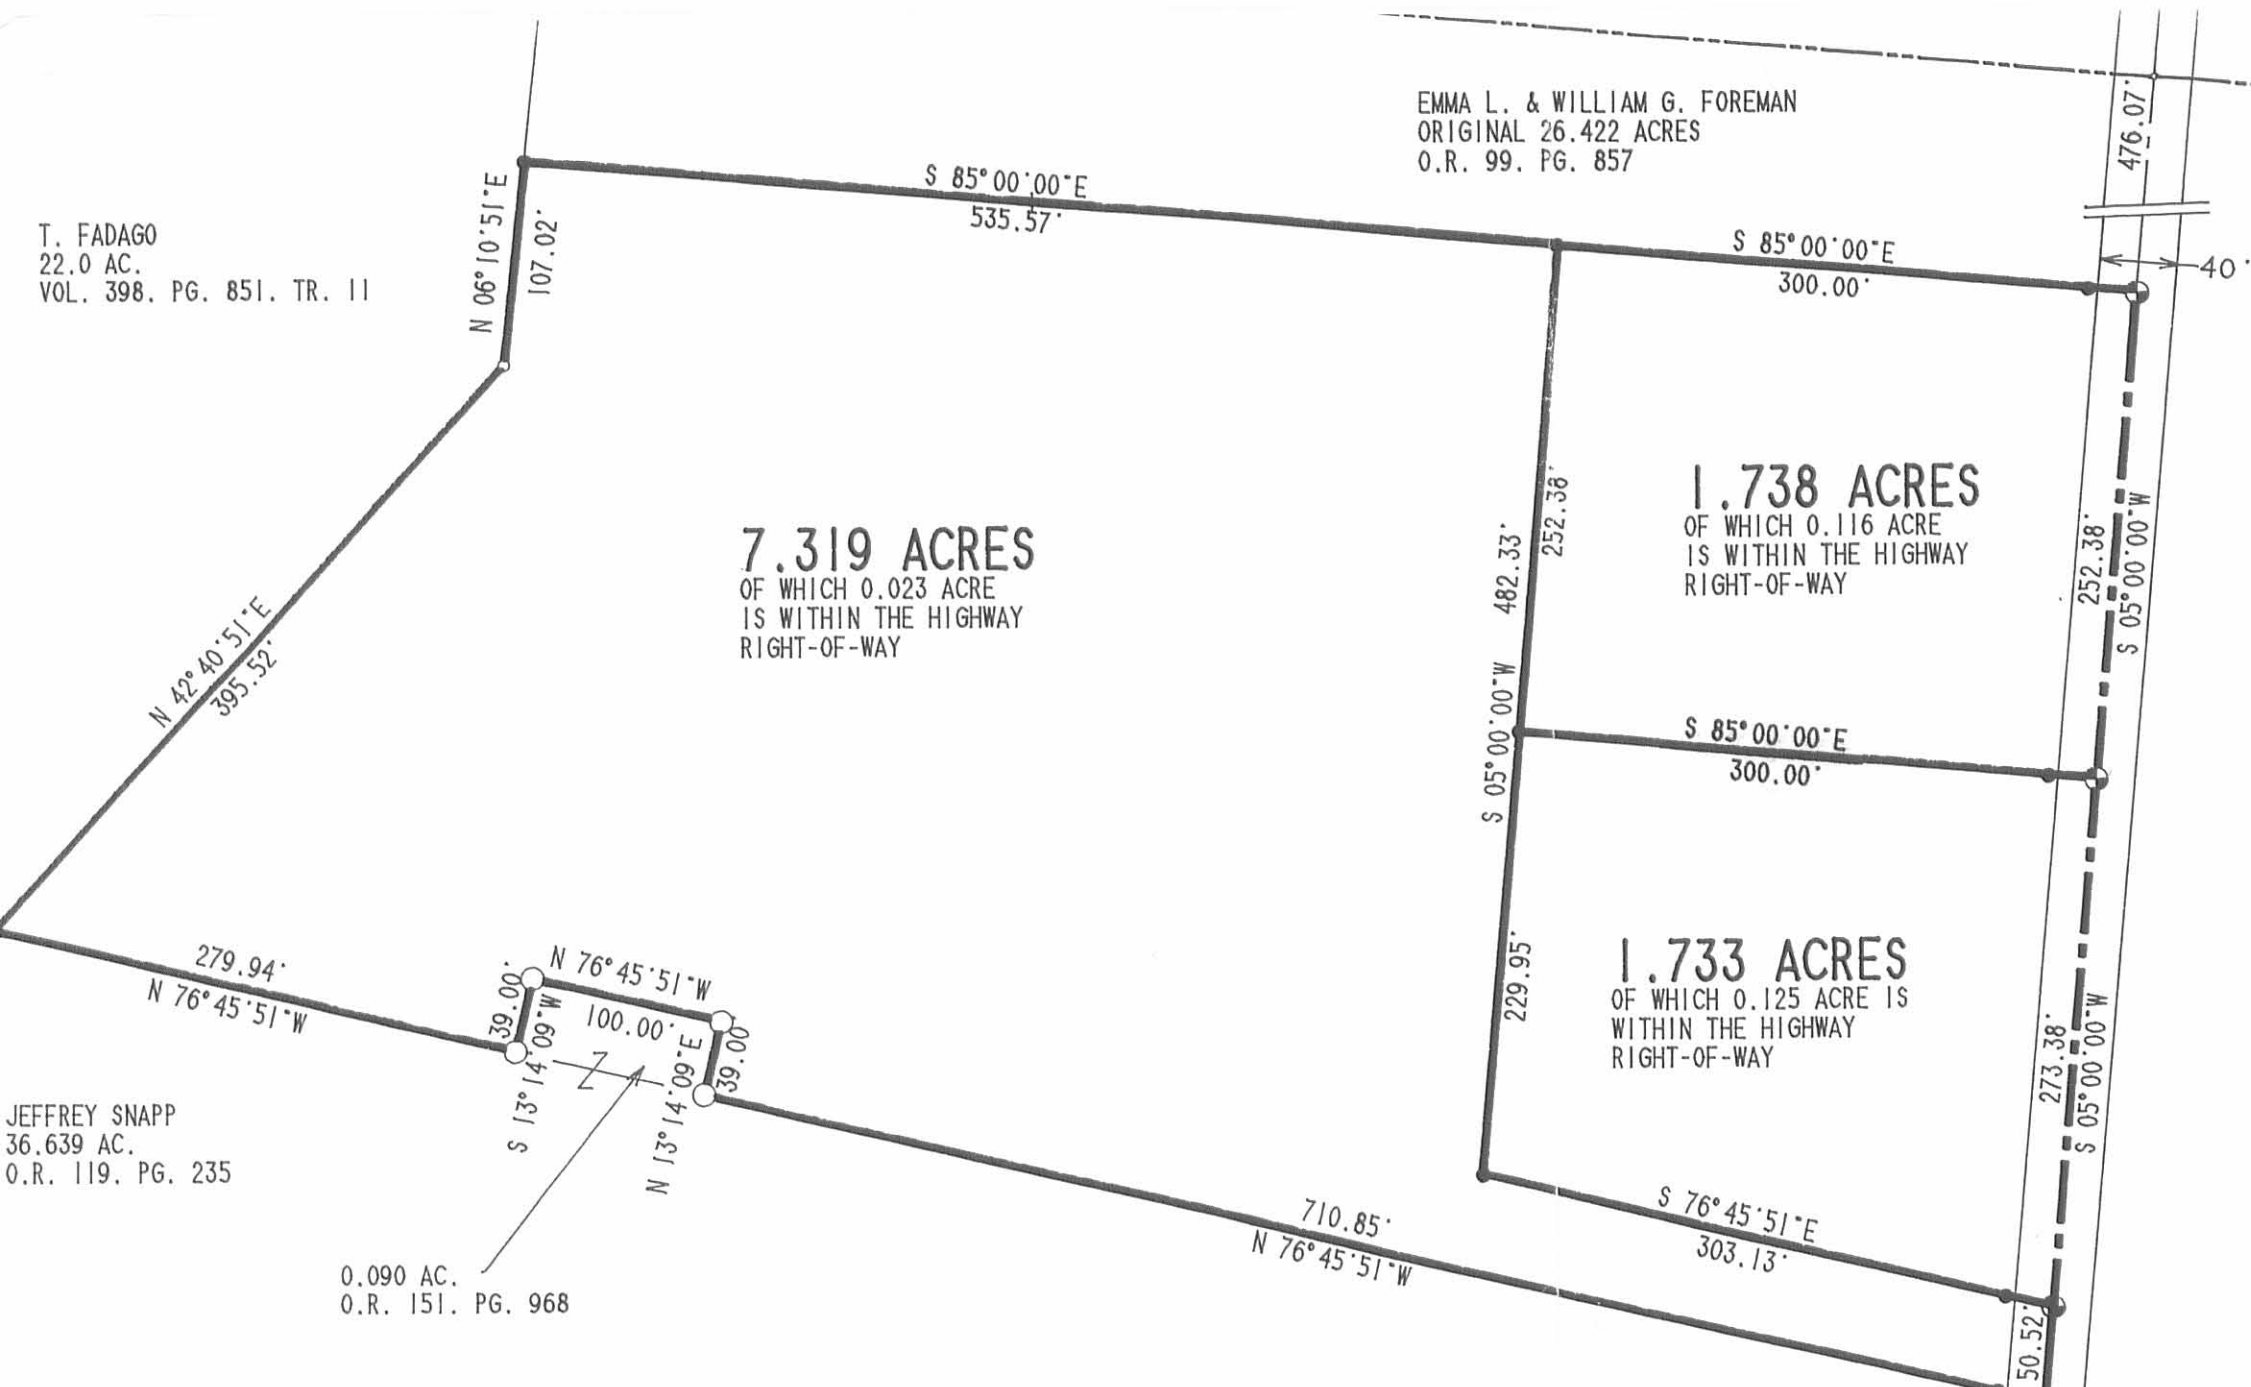 EMMA L. & WILLIAM G. FOREMAN
ORIGINAL 26.422 ACRES
O.R. 99. PG. 857
476.07'
40'
T. FADAGO
22.0 AC.
VOL. 398. PG. 851. TR. II
N 06°10'51"E
107.02'
S 85°00'00"E
535.57'
S 85°00'00"E
300.00'
7.319 ACRES
OF WHICH 0.023 ACRE
IS WITHIN THE HIGHWAY
RIGHT-OF-WAY
1.738 ACRES
OF WHICH 0.116 ACRE
IS WITHIN THE HIGHWAY
RIGHT-OF-WAY
252.38'
482.33'
S 05°00'00"W
252.38'
S 05°00'00"W
N 42°40'51"E
395.52'
S 85°00'00"E
300.00'
1.733 ACRES
OF WHICH 0.125 ACRE IS
WITHIN THE HIGHWAY
RIGHT-OF-WAY
229.95'
273.38'
S 05°00'00"W
279.94'
N 76°45'51"W
39.00'
S 13°14'09"W
N 76°45'51"W
100.00'
N 13°14'09"E
39.00
Z
JEFFREY SNAPP
36.639 AC.
O.R. 119. PG. 235
0.090 AC.
O.R. 151. PG. 968
710.85'
N 76°45'51"W
S 76°45'51"E
303.13'
50.52'